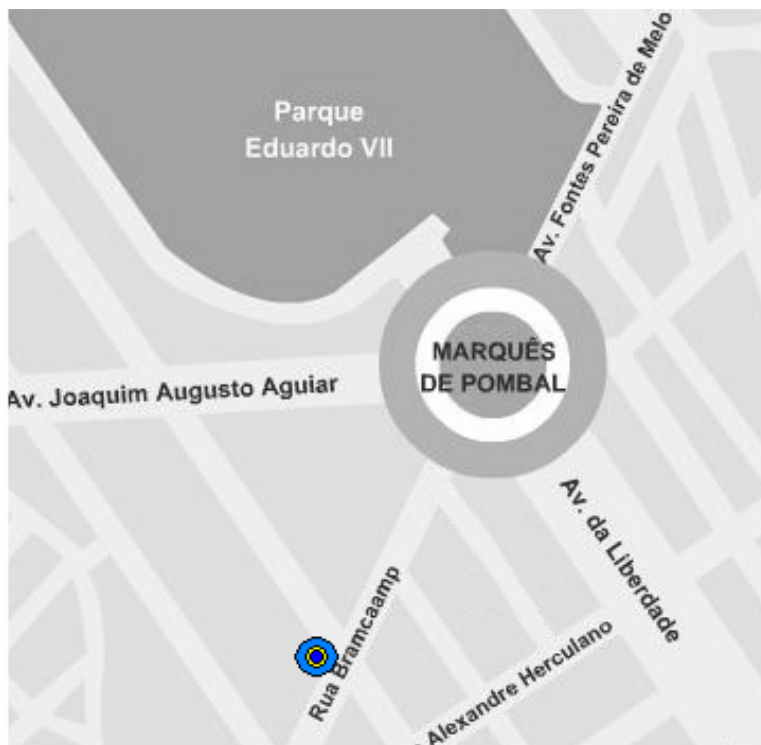 Parque
Eduardo VII
Av. Fontes Pereira de Melo
MARQUÊS
DE POMBAL
Av. Joaquim Augusto Aguiar
Av. da Liberdade
Rua Bramcaamp
Alexandre Herculano